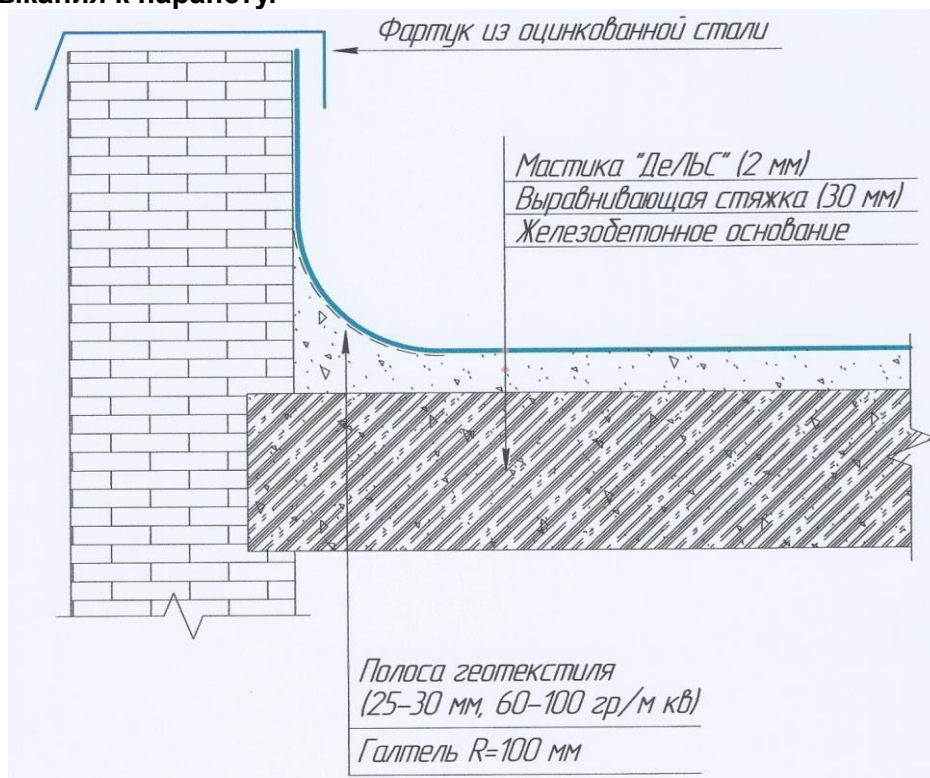 к парапету.
Фартук из оцинкованной стали
Мастика "ДеЛЬС" (2 мм)
Выравнивающая стяжка (30 мм)
Железобетонное основание
Полоса геотекстиля
(25-30 мм, 60-100 гр/м кв)
Галтель R=100 мм